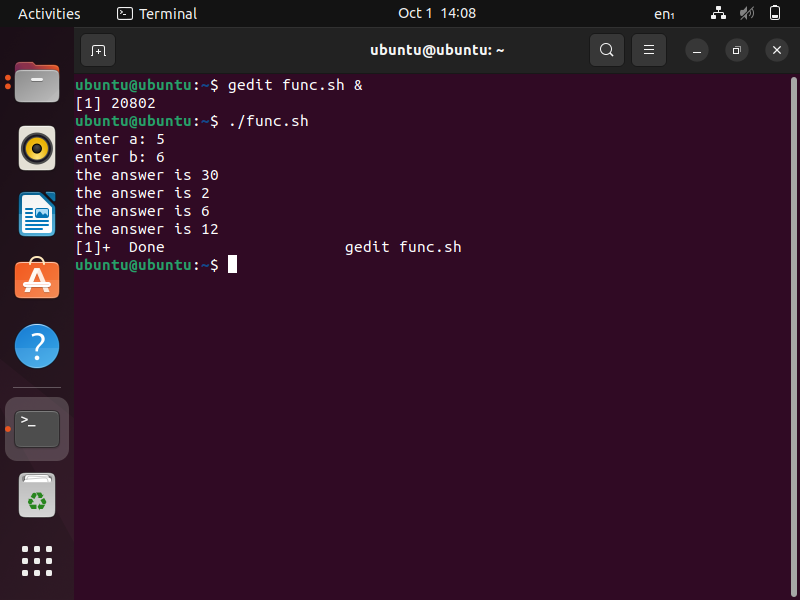 Activities Terminal Oct 1 14:08 en₁
ubuntu@ubuntu: ~
ubuntu@ubuntu:~$ gedit func.sh &
[1] 20802
ubuntu@ubuntu:~$ ./func.sh
enter a: 5
enter b: 6
the answer is 30
the answer is 2
the answer is 6
the answer is 12
[1]+  Done                    gedit func.sh
ubuntu@ubuntu:~$